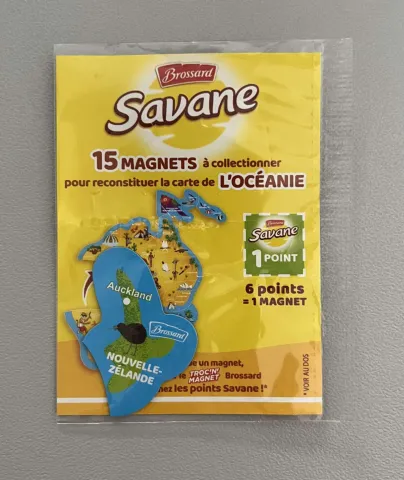 Brossard
Savane
15 MAGNETS à collectionner
pour reconstituer la carte de L'OCÉANIE
Brossard
Savane
1 POINT
6 points
= 1 MAGNET
Auckland
Brossard
NOUVELLE-
ZÉLANDE
un magnet,
le TROC'N' MAGNET Brossard
les points Savane !*
* VOIR AU DOS